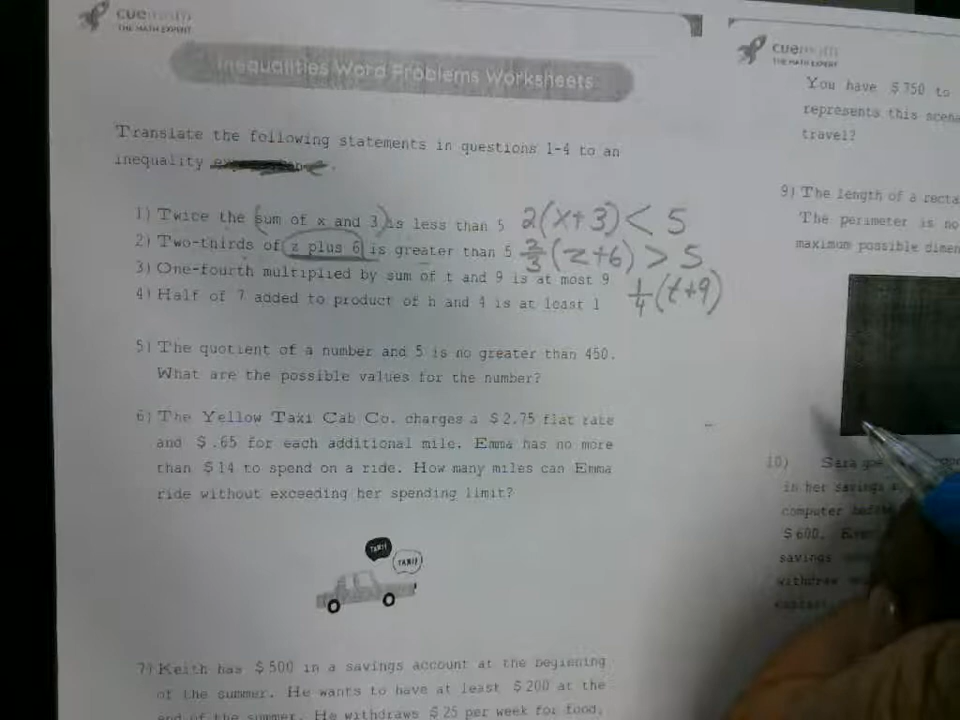 cuemath
THE MATH EXPERT
Inequalities Word Problems Worksheets
Translate the following statements in questions 1-4 to an
inequality
1) Twice the (sum of x and 3) is less than 5 2(x+3) < 5
2) Two-thirds of z plus 6 is greater than 5 2/3 (z+6) > 5
3) One-fourth multiplied by sum of t and 9 is at most 9 1/4 (t+9)
4) Half of 7 added to product of h and 4 is at least 1
5) The quotient of a number and 5 is no greater than 450.
What are the possible values for the number?
6) The Yellow Taxi Cab Co. charges a $2.75 flat rate
and $.65 for each additional mile. Emma has no more
than $14 to spend on a ride. How many miles can Emma
ride without exceeding her spending limit?
TAXI!
TAXI!
7) Keith has $500 in a savings account at the beginning
of the summer. He wants to have at least $200 at the
end of the summer. He withdraws $25 per week for food,
cuemath
THE MATH EXPERT
You have $350 to
represents this
travel?
9) The length of a
The perimeter is no
maximum possible
10) Sara
in her savings
computer
$600.
savings
withdraw